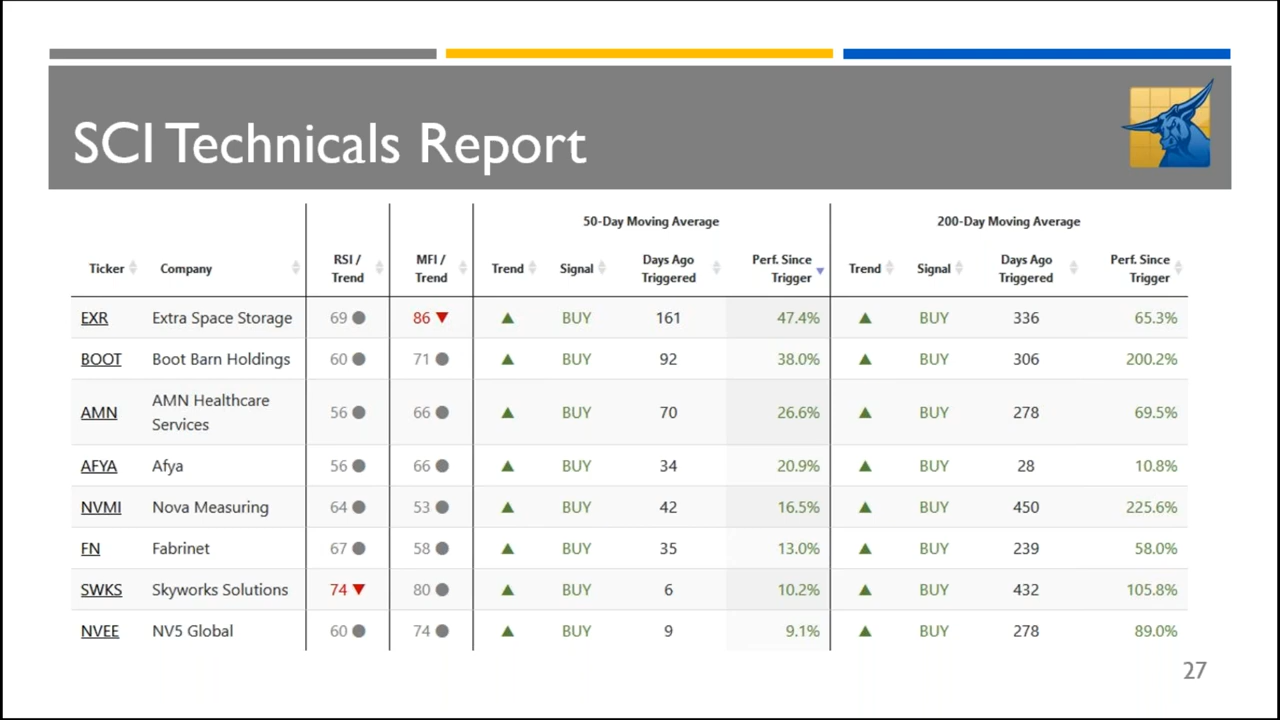 SCI Technicals Report
50-Day Moving Average 200-Day Moving Average
Ticker Company RSI / Trend MFI / Trend Trend Signal Days Ago Triggered Perf. Since Trigger Trend Signal Days Ago Triggered Perf. Since Trigger
EXR Extra Space Storage 69 86 BUY 161 47.4% BUY 336 65.3%
BOOT Boot Barn Holdings 60 71 BUY 92 38.0% BUY 306 200.2%
AMN AMN Healthcare Services 56 66 BUY 70 26.6% BUY 278 69.5%
AFYA Afya 56 66 BUY 34 20.9% BUY 28 10.8%
NVMI Nova Measuring 64 53 BUY 42 16.5% BUY 450 225.6%
FN Fabrinet 67 58 BUY 35 13.0% BUY 239 58.0%
SWKS Skyworks Solutions 74 80 BUY 6 10.2% BUY 432 105.8%
NVEE NV5 Global 60 74 BUY 9 9.1% BUY 278 89.0%
27